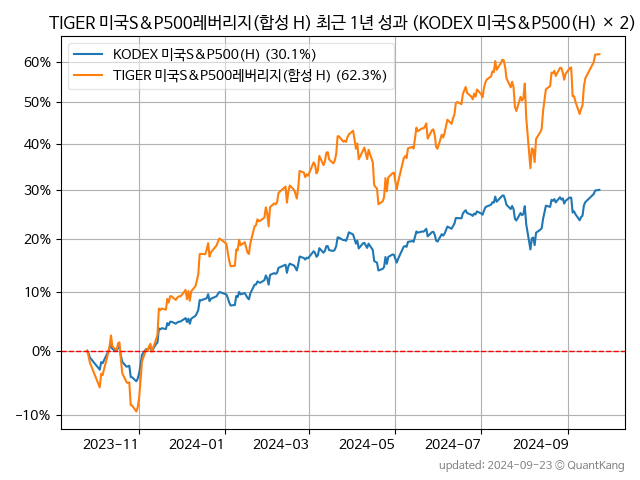 TIGER 미국S&P500레버리지(합성 H) 최근 1년 성과 (KODEX 미국S&P500(H) × 2)
KODEX 미국S&P500(H) (30.1%)
TIGER 미국S&P500레버리지(합성 H) (62.3%)
60%
50%
40%
30%
20%
10%
0%
-10%
2023-11 2024-01 2024-03 2024-05 2024-07 2024-09
updated: 2024-09-23 © QuantKang